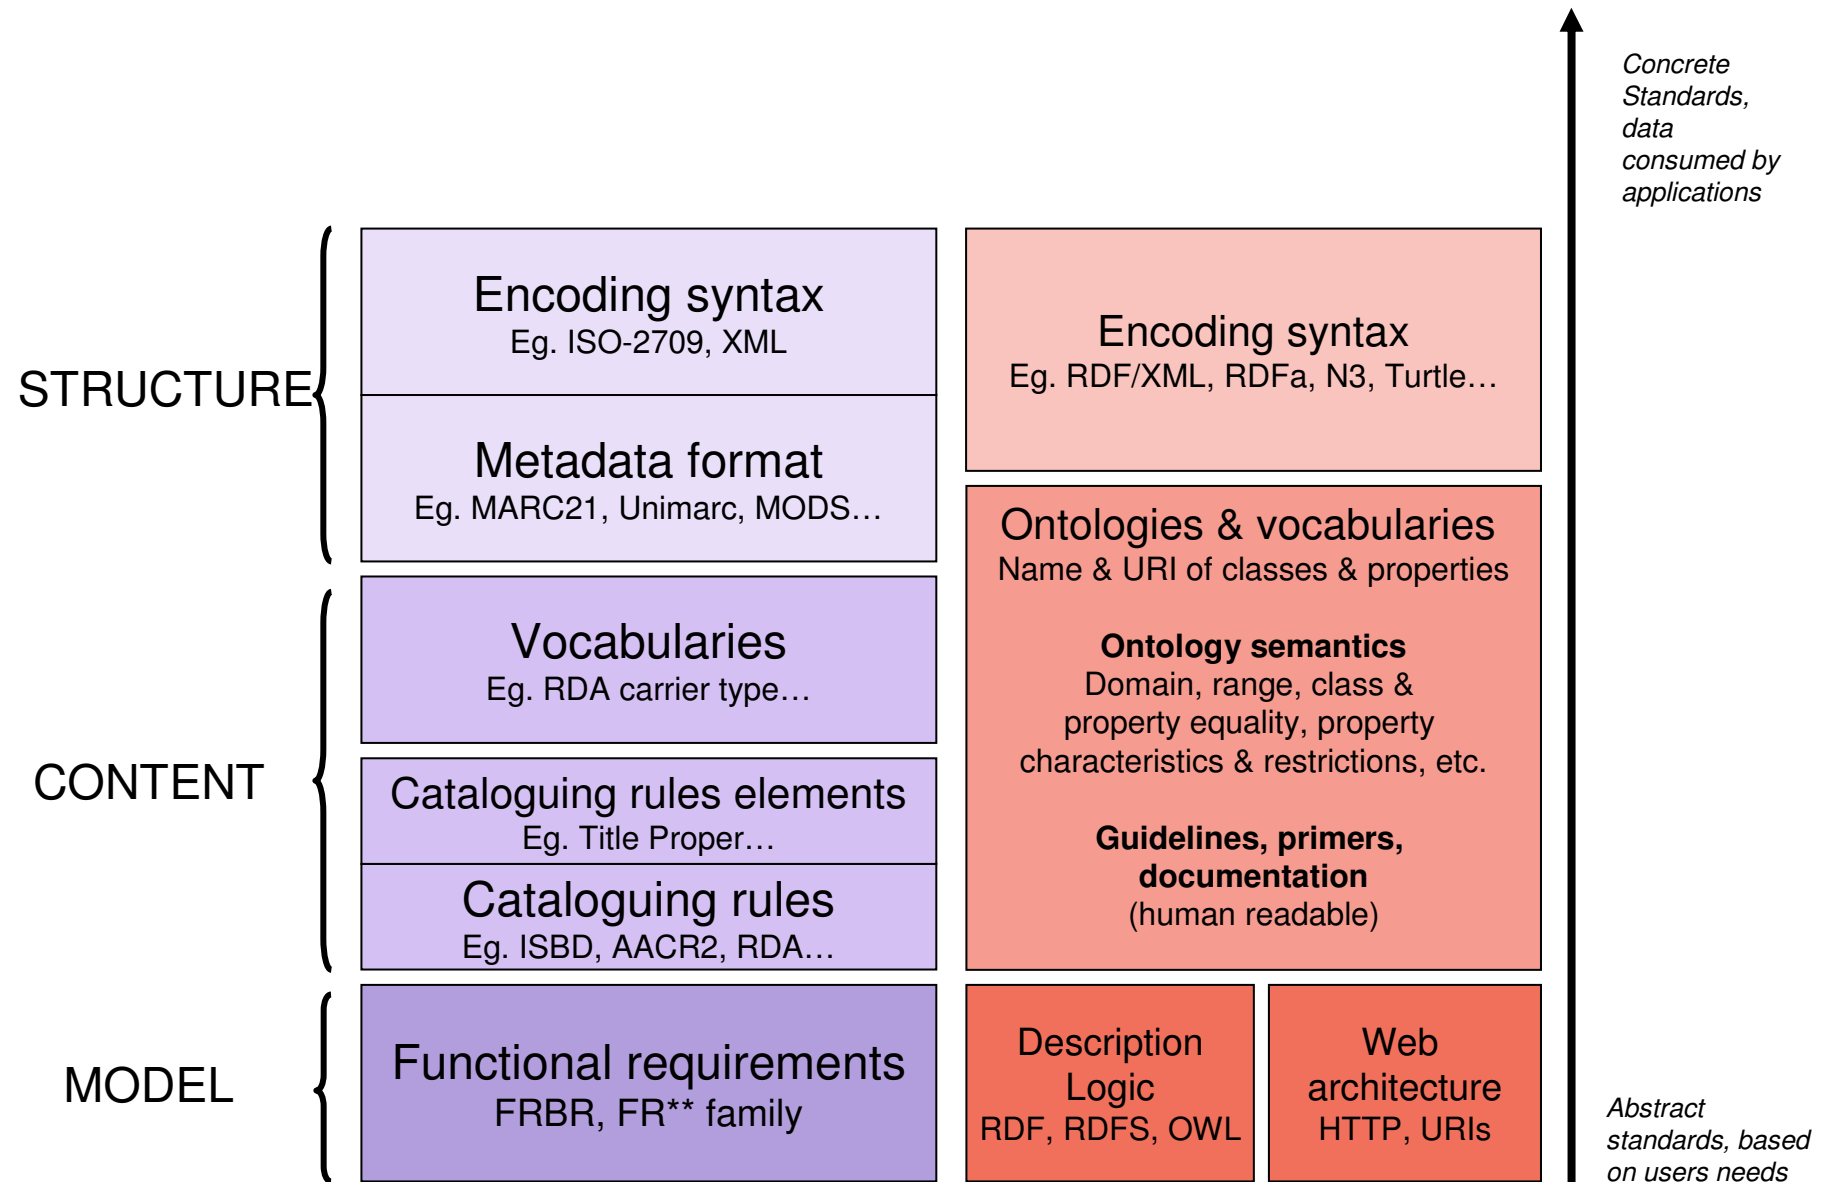 Concrete
Standards,
data
consumed by
applications
STRUCTURE
Encoding syntax
Eg. ISO-2709, XML
Metadata format
Eg. MARC21, Unimarc, MODS…
Encoding syntax
Eg. RDF/XML, RDFa, N3, Turtle…
CONTENT
Vocabularies
Eg. RDA carrier type…
Cataloguing rules elements
Eg. Title Proper…
Cataloguing rules
Eg. ISBD, AACR2, RDA…
Ontologies & vocabularies
Name & URI of classes & properties
Ontology semantics
Domain, range, class &
property equality, property
characteristics & restrictions, etc.
Guidelines, primers,
documentation
(human readable)
MODEL
Functional requirements
FRBR, FR** family
Description
Logic
RDF, RDFS, OWL
Web
architecture
HTTP, URIs
Abstract
standards, based
on users needs